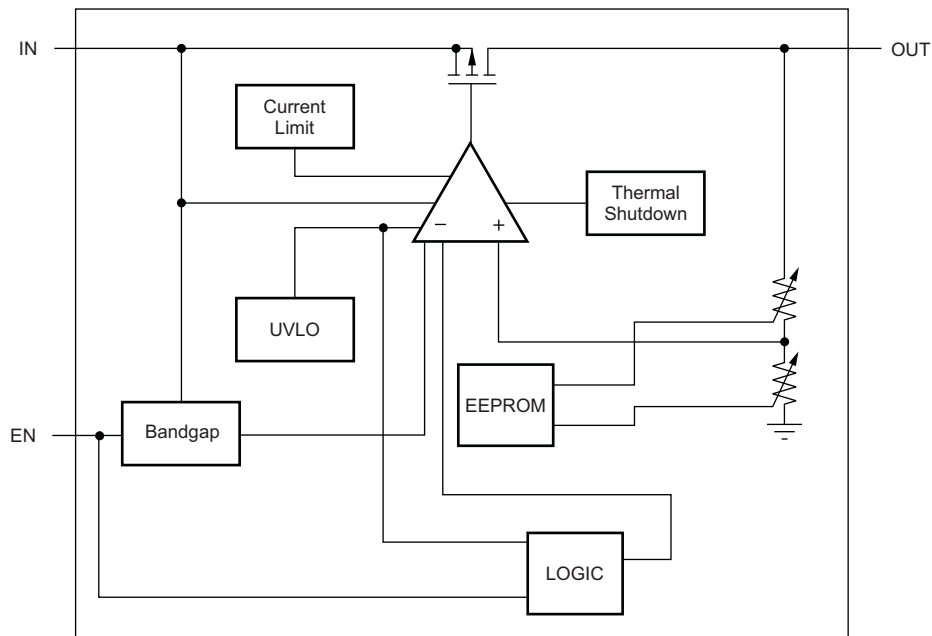 IN
OUT
Current
Limit
Thermal
Shutdown
− +
UVLO
EEPROM
EN
Bandgap
LOGIC